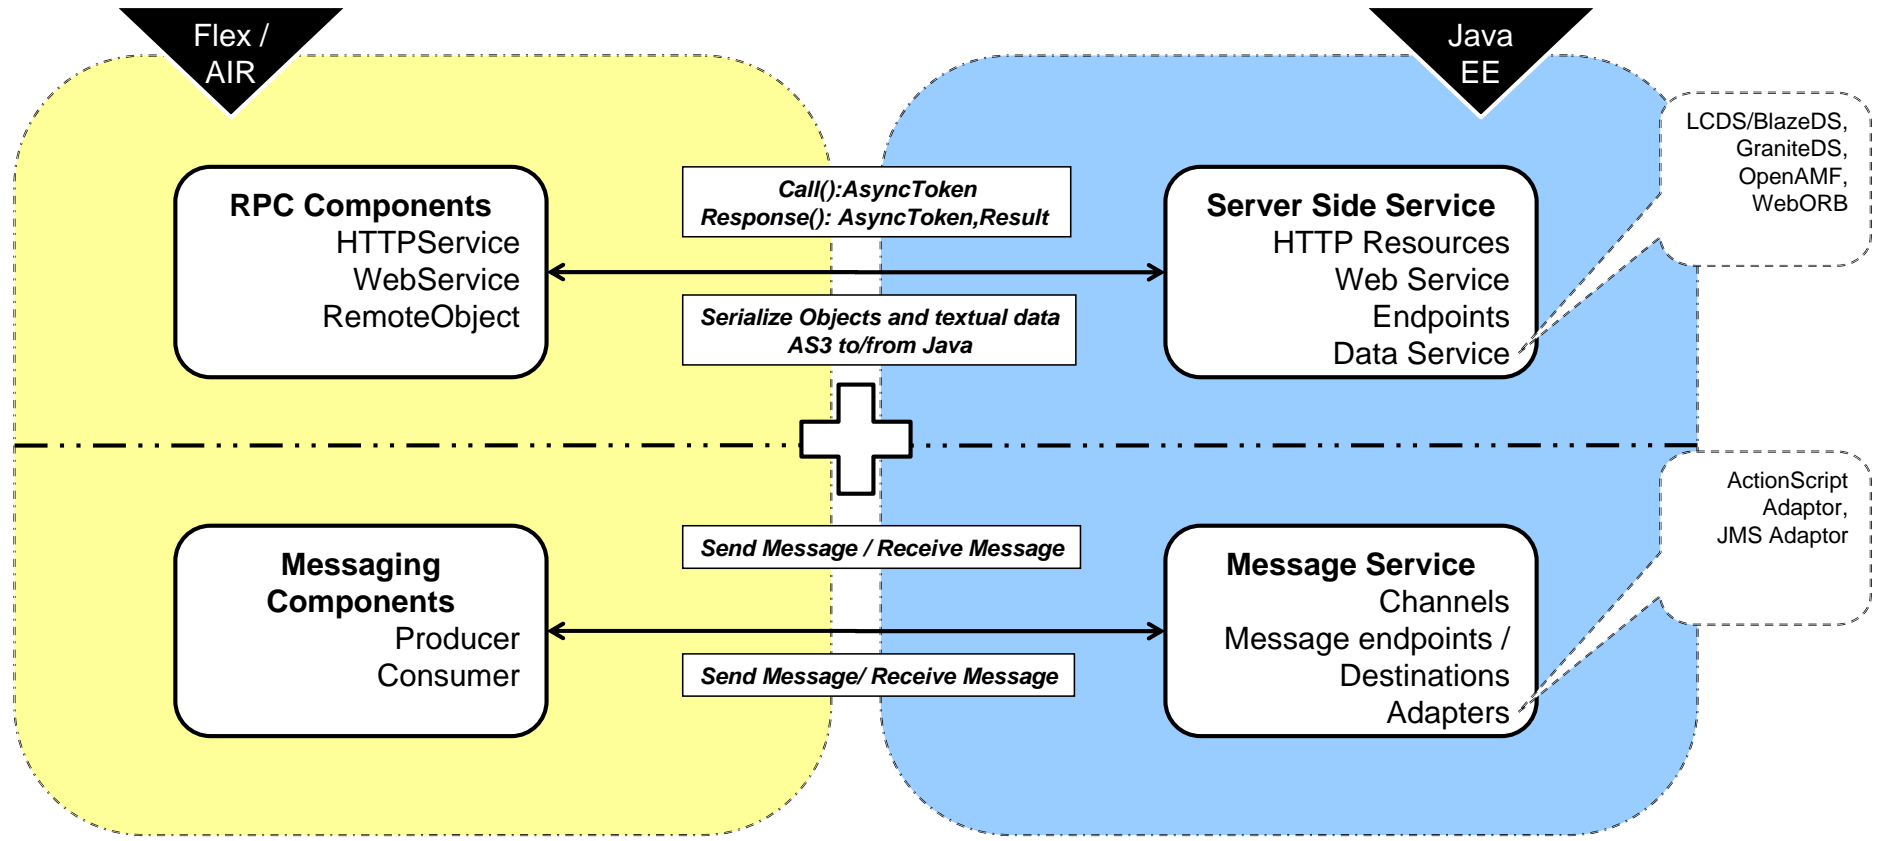 Flex /
AIR
Java
EE
LCDS/BlazeDS,
GraniteDS,
OpenAMF,
WebORB
RPC Components
HTTPService
WebService
RemoteObject
Call():AsyncToken
Response(): AsyncToken,Result
Serialize Objects and textual data
AS3 to/from Java
Server Side Service
HTTP Resources
Web Service
Endpoints
Data Service
ActionScript
Adaptor,
JMS Adaptor
Messaging
Components
Producer
Consumer
Send Message / Receive Message
Send Message/ Receive Message
Message Service
Channels
Message endpoints /
Destinations
Adapters